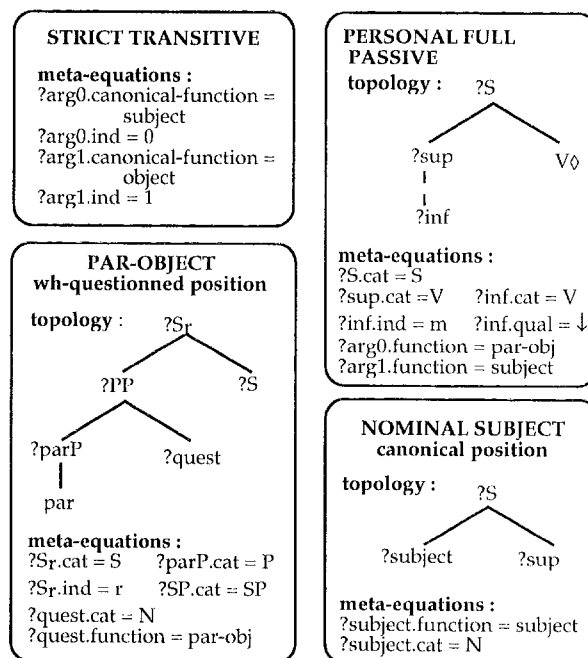 STRICT TRANSITIVE
meta-equations :
?arg0.canonical-function =
subject
?arg0.ind = 0
?arg1.canonical-function =
object
?arg1.ind = 1
PERSONAL FULL
PASSIVE
topology : ?S
?sup V◊
?inf
meta-equations :
?S.cat = S
?sup.cat =V ?inf.cat = V
?inf.ind = m ?inf.qual = ↓
?arg0.function = par-obj
?arg1.function = subject
PAR-OBJECT
wh-questionned position
topology : ?Sr
?PP ?S
?parP ?quest
par
meta-equations :
?Sr.cat = S ?parP.cat = P
?Sr.ind = r ?SP.cat = SP
?quest.cat = N
?quest.function = par-obj
NOMINAL SUBJECT
canonical position
topology : ?S
?subject ?sup
meta-equations :
?subject.function = subject
?subject.cat = N